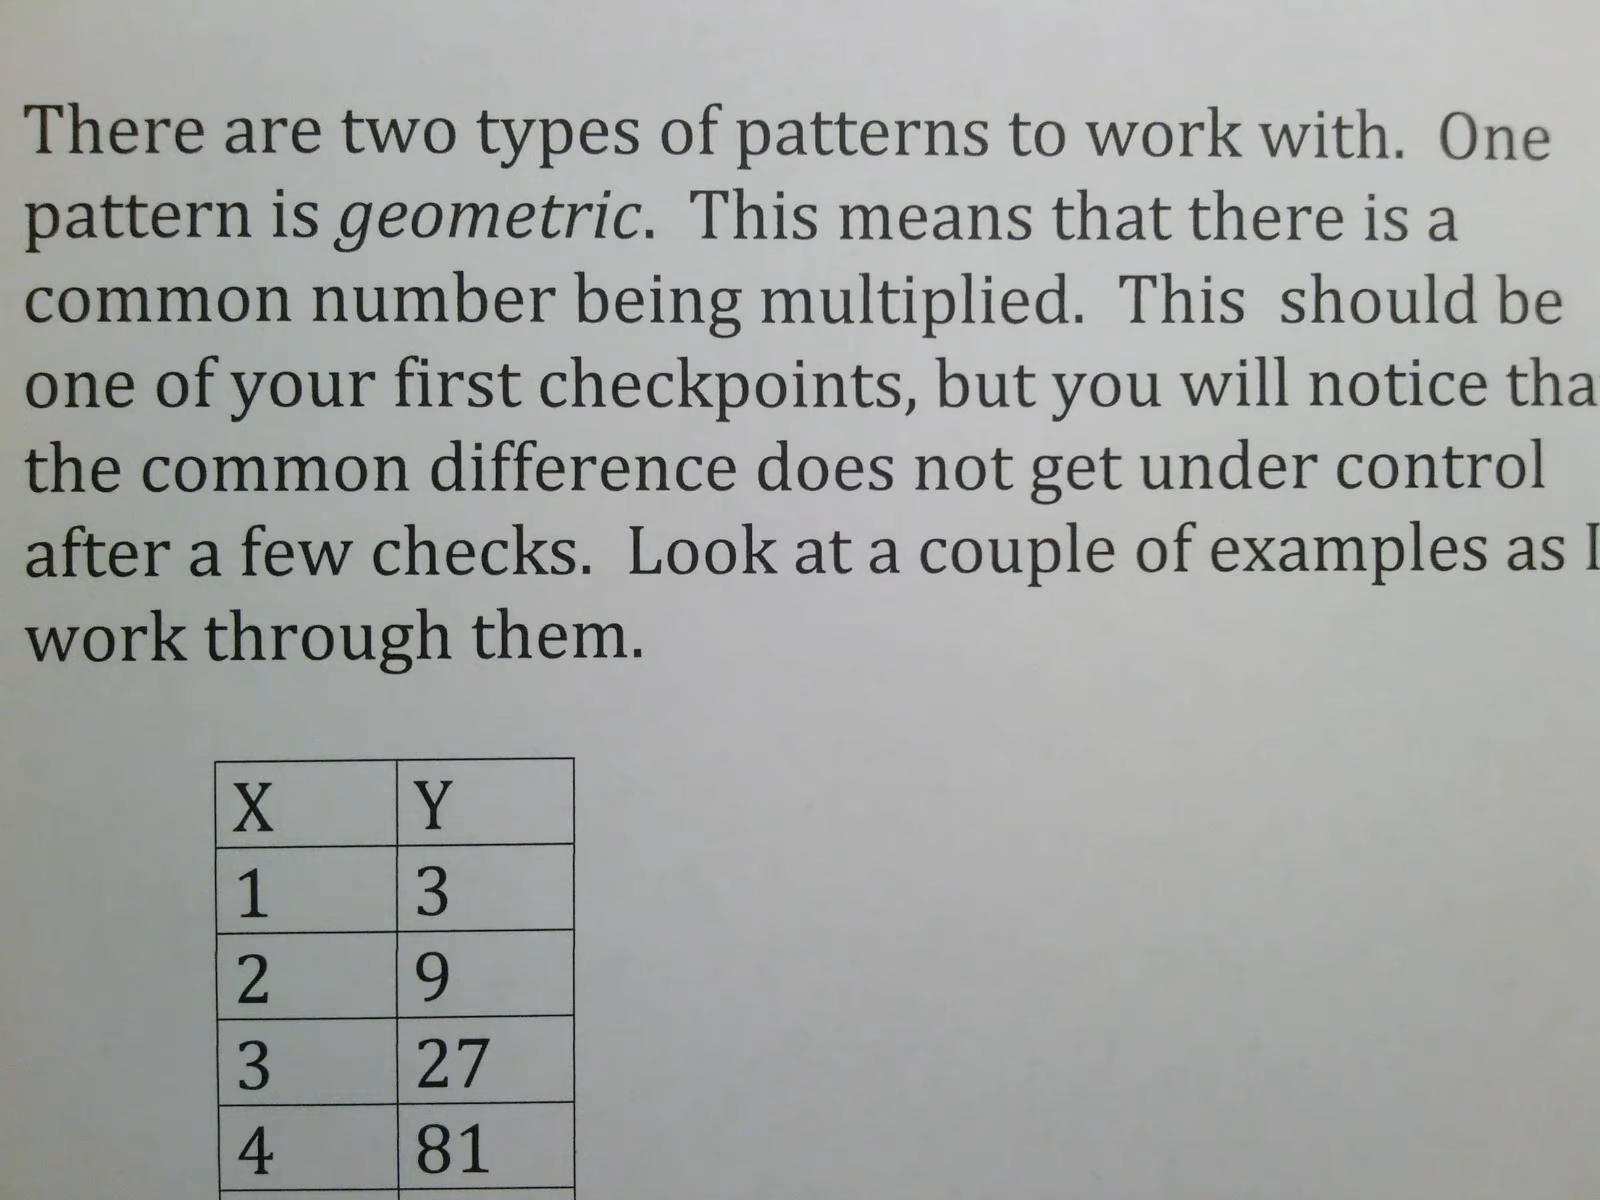 There are two types of patterns to work with.  One
pattern is geometric.  This means that there is a
common number being multiplied.  This  should be
one of your first checkpoints, but you will notice tha
the common difference does not get under control
after a few checks.  Look at a couple of examples as I
work through them.
X Y
1 3
2 9
3 27
4 81